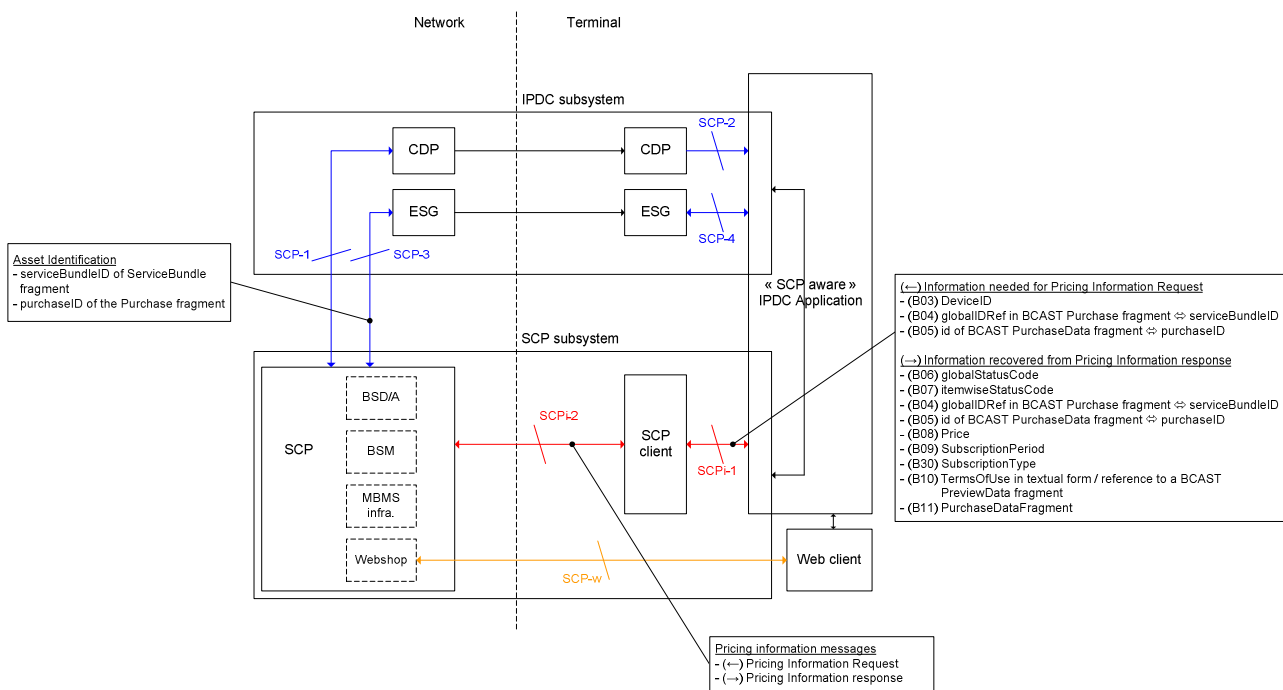 Network
Terminal
IPDC subsystem
SCP-2
CDP
CDP
ESG
ESG
SCP-1
SCP-3
SCP-4
Asset Identification
- serviceBundleID of ServiceBundle
fragment
- purchaseID of the Purchase fragment
« SCP aware »
IPDC Application
(←) Information needed for Pricing Information Request
- (B03) DeviceID
- (B04) globalIDRef in BCAST Purchase fragment ⇔ serviceBundleID
- (B05) id of BCAST PurchaseData fragment ⇔ purchaseID
(→) Information recovered from Pricing Information response
- (B06) globalStatusCode
- (B07) itemwiseStatusCode
- (B04) globalIDRef in BCAST Purchase fragment ⇔ serviceBundleID
- (B05) id of BCAST PurchaseData fragment ⇔ purchaseID
- (B08) Price
- (B09) SubscriptionPeriod
- (B30) SubscriptionType
- (B10) TermsOfUse in textual form / reference to a BCAST
PreviewData fragment
- (B11) PurchaseDataFragment
SCP subsystem
BSD/A
SCP
BSM
MBMS
infra.
Webshop
SCPi-2
SCP
client
SCPi-1
SCP-w
Web client
Pricing information messages
- (←) Pricing Information Request
- (→) Pricing Information response